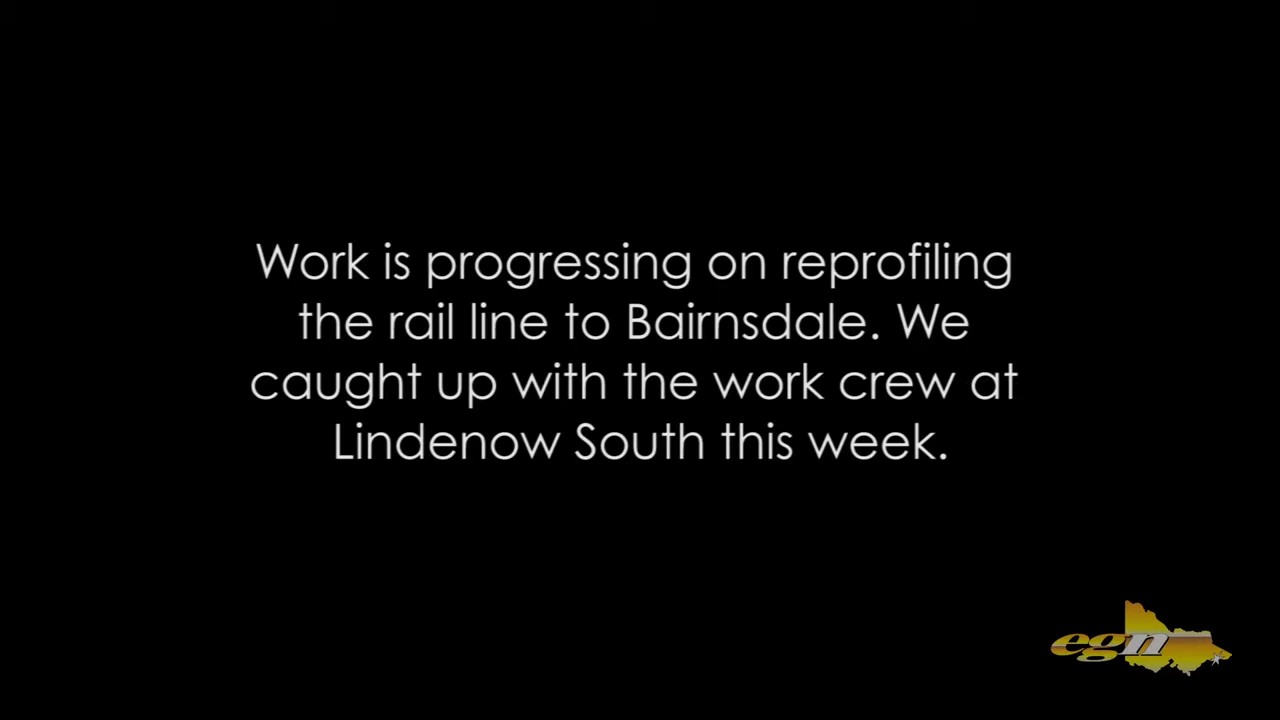 Work is progressing on reprofiling
the rail line to Bairnsdale. We
caught up with the work crew at
Lindenow South this week.
egn